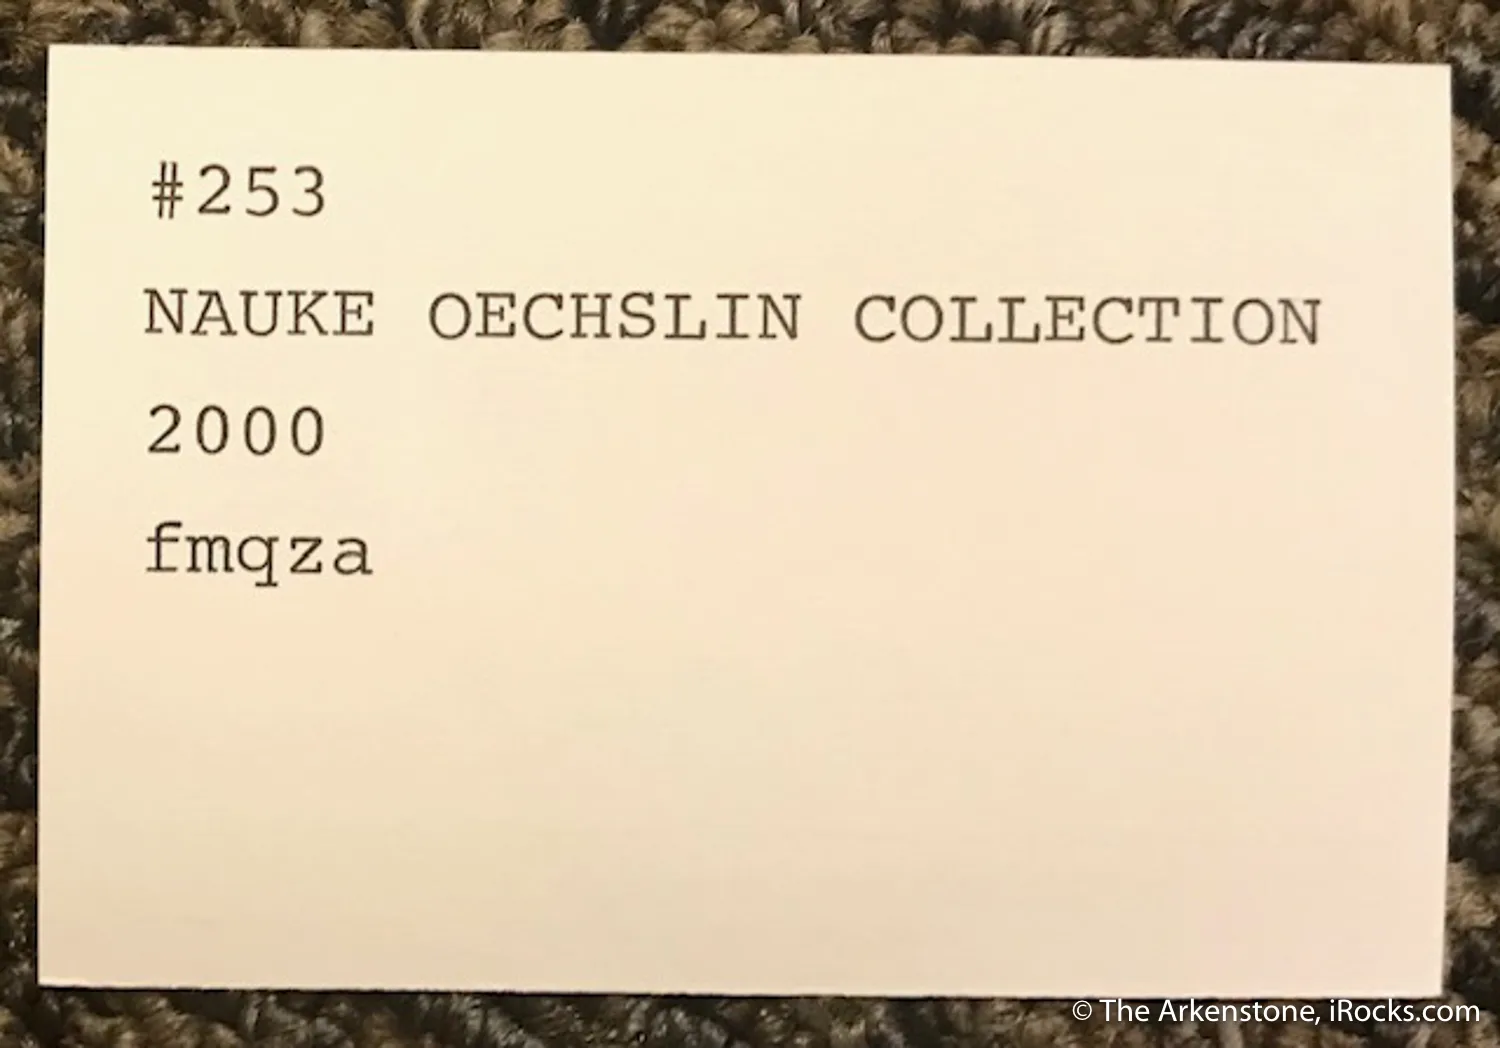 #253
NAUKE OECHSLIN COLLECTION
2000
fmqza
© The Arkenstone, iRocks.com